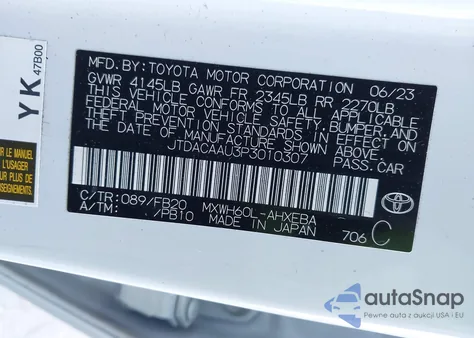 YK
47B00
MFD.BY:TOYOTA MOTOR CORPORATION 06/23
GVWR 4145LB GAWR FR 2345LB RR 2270LB
THIS VEHICLE CONFORMS TO ALL APPLICABLE
FEDERAL MOTOR VEHICLE SAFETY,BUMPER,AND
THEFT PREVENTION STANDARDS IN EFFECT ON
THE DATE OF MANUFACTURE SHOWN ABOVE.
JTDACAAU3P3010307 PASS.CAR
C/TR:089/FB20 MXWH60L-AHXEBA
A/TM: /PB10 MADE IN JAPAN 706 C
TOYOTA
R LE MANUEL
L'USAGER
autoSnap
Pewne auta z USA i EU